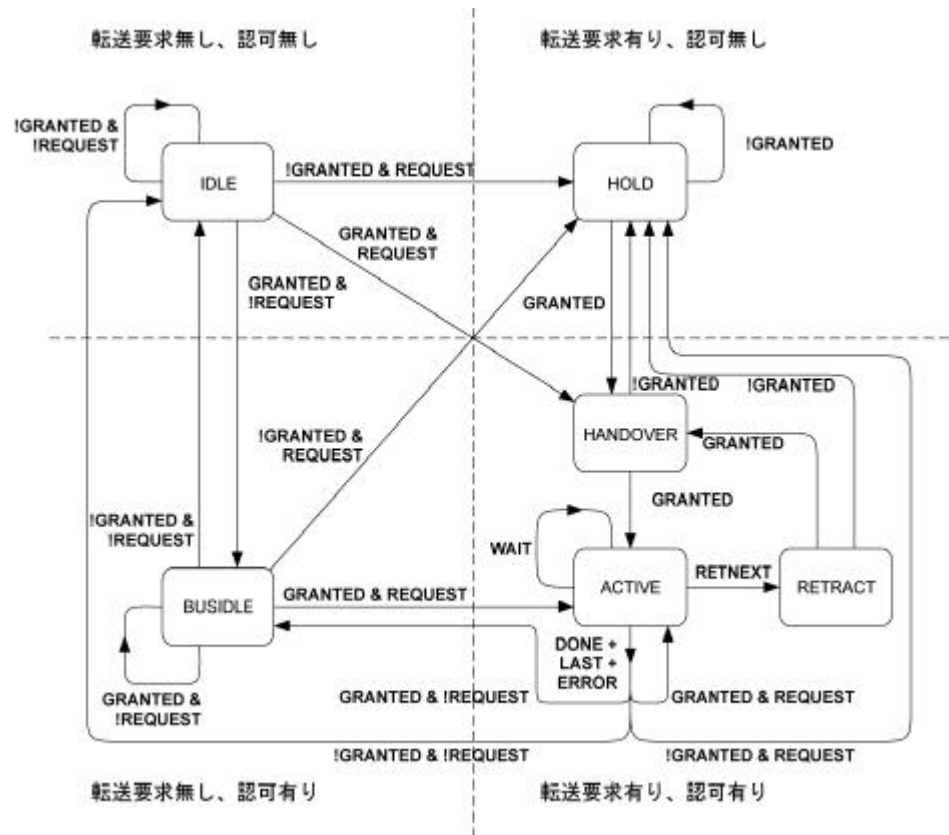 転送要求無し、認可無し
転送要求有り、認可無し
!GRANTED &
!REQUEST
!GRANTED
IDLE
!GRANTED & REQUEST
HOLD
GRANTED &
REQUEST
GRANTED &
!REQUEST
GRANTED
!GRANTED
!GRANTED
HANDOVER
GRANTED
!GRANTED &
REQUEST
GRANTED
!GRANTED &
!REQUEST
WAIT
ACTIVE
RETNEXT
RETRACT
BUSIDLE
GRANTED & REQUEST
DONE +
LAST +
ERROR
GRANTED &
!REQUEST
GRANTED & !REQUEST
GRANTED & REQUEST
!GRANTED & !REQUEST
!GRANTED & REQUEST
転送要求無し、認可有り
転送要求有り、認可有り